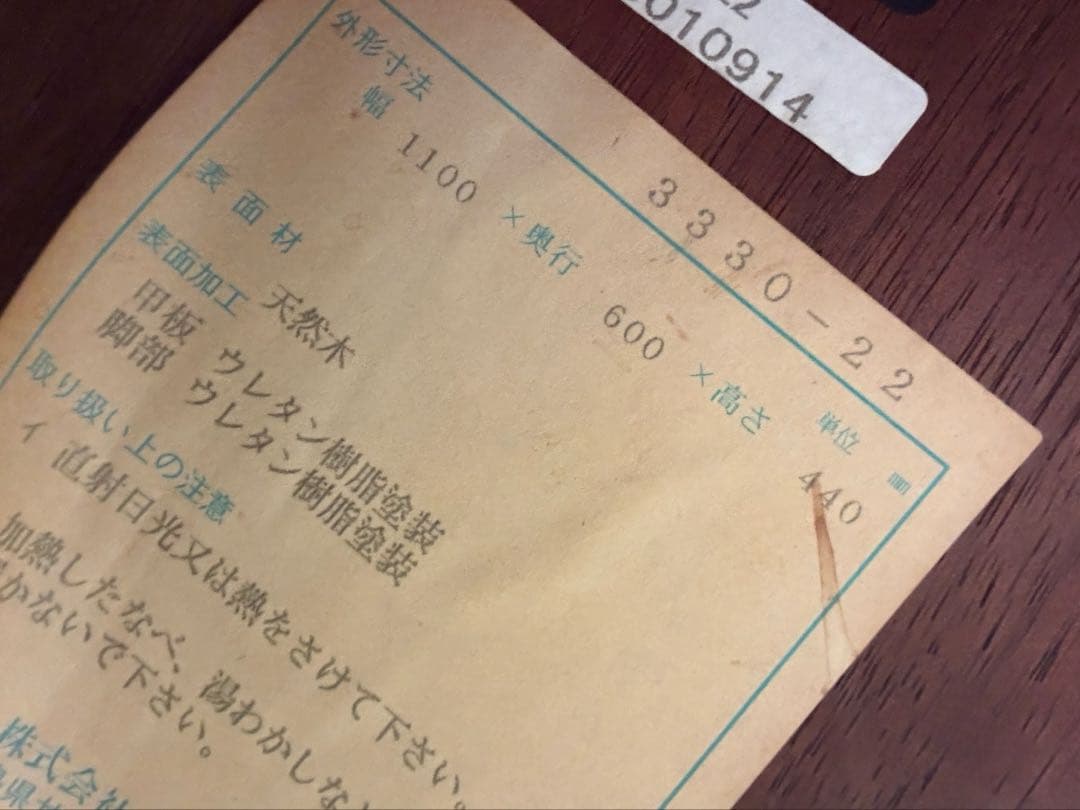 010914
3330-22
外形寸法 単位 ㎜
幅 1100 × 奥行 600 × 高さ 440
表面材 天然木
表面加工
甲板 ウレタン樹脂塗装
脚部 ウレタン樹脂塗装
取り扱い上の注意
イ 直射日光又は熱をさけて下さい。
加熱したなべ、湯わかしな
かないで下さい。
株式会社